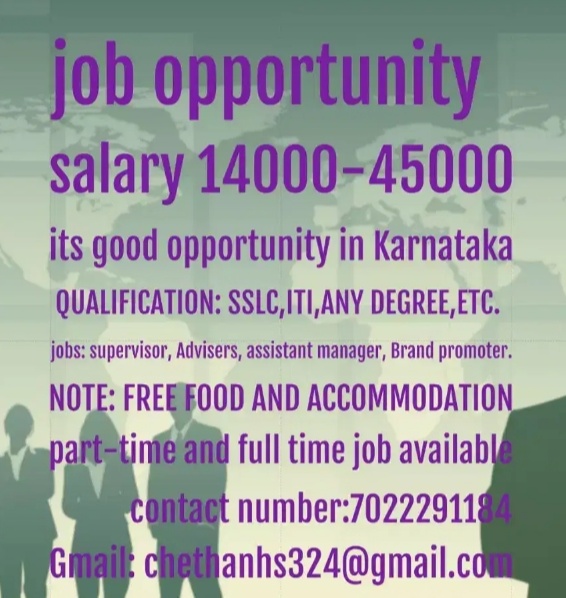 job opportunity
salary 14000-45000
its good opportunity in Karnataka
QUALIFICATION: SSLC,ITI,ANY DEGREE,ETC.
jobs: supervisor, Advisers, assistant manager, Brand promoter.
NOTE: FREE FOOD AND ACCOMMODATION
part-time and full time job available
contact number:7022291184
Gmail: chethanhs324@gmail.com